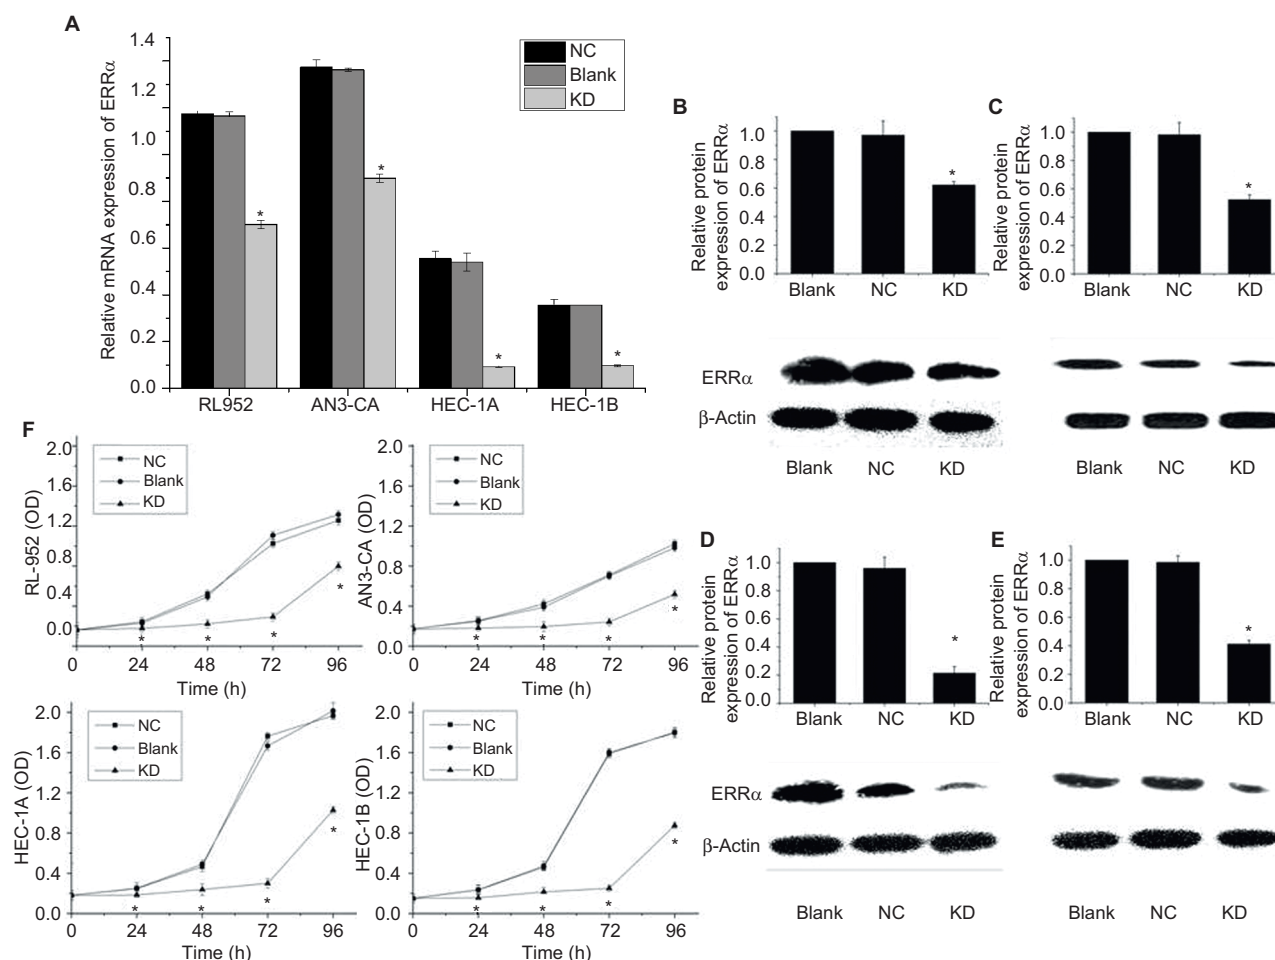 A
Relative mRNA expression of ERRα
1.4
1.2
1.0
0.8
0.6
0.4
0.2
0.0
NC
Blank
KD
*
*
*
*
RL952
AN3-CA
HEC-1A
HEC-1B
B
Relative protein
expression of ERRα
1.0
0.8
0.6
0.4
0.2
0.0
*
Blank
NC
KD
ERRα
β-Actin
Blank
NC
KD
C
Relative protein
expression of ERRα
1.0
0.8
0.6
0.4
0.2
0.0
*
Blank
NC
KD
Blank
NC
KD
D
Relative protein
expression of ERRα
1.0
0.8
0.6
0.4
0.2
0.0
*
Blank
NC
KD
ERRα
β-Actin
Blank
NC
KD
E
Relative protein
expression of ERRα
1.0
0.8
0.6
0.4
0.2
0.0
*
Blank
NC
KD
Blank
NC
KD
F
RL-952 (OD)
2.0
1.6
1.2
0.8
0.4
0.0
NC
Blank
KD
* * * *
0 24 48 72 96
Time (h)
AN3-CA (OD)
2.0
1.6
1.2
0.8
0.4
0.0
NC
Blank
KD
* * * *
0 24 48 72 96
Time (h)
HEC-1A (OD)
2.0
1.6
1.2
0.8
0.4
0.0
NC
Blank
KD
* * * *
0 24 48 72 96
Time (h)
HEC-1B (OD)
2.0
1.6
1.2
0.8
0.4
0.0
NC
Blank
KD
* * * *
0 24 48 72 96
Time (h)